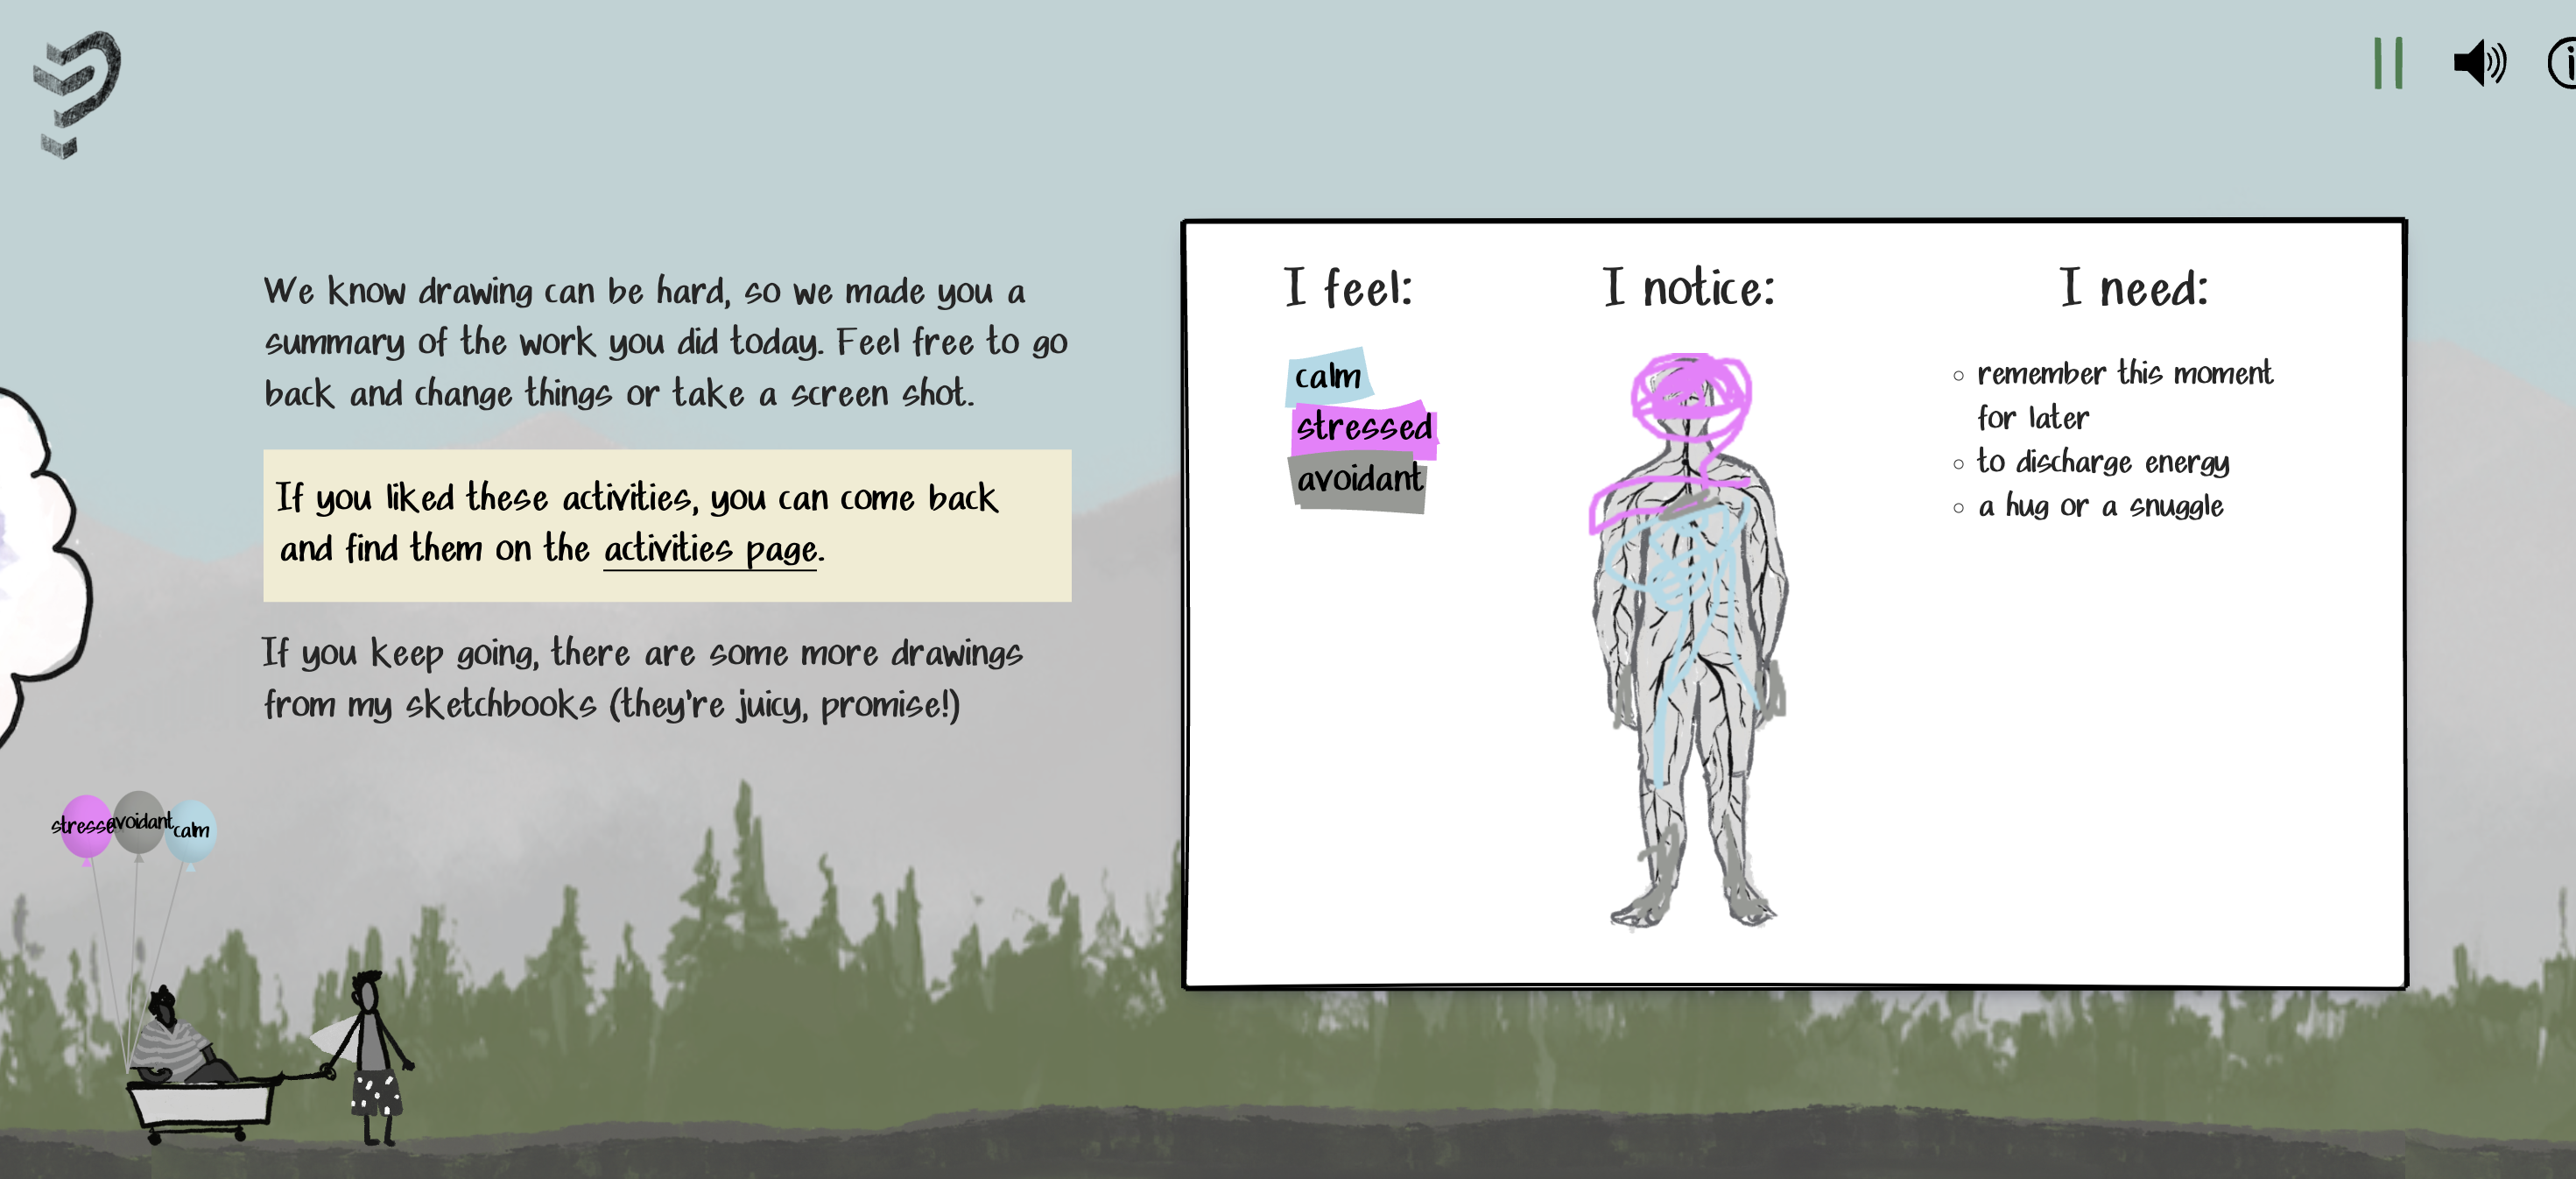 We know drawing can be hard, so we made you a
summary of the work you did today. Feel free to go
back and change things or take a screen shot.
If you liked these activities, you can come back
and find them on the activities page.
If you keep going, there are some more drawings
from my sketchbooks (they're juicy, promise!)
I feel:
calm
stressed
avoidant
I notice:
I need:
remember this moment
for later
to discharge energy
a hug or a snuggle
stresse
avoidant
calm